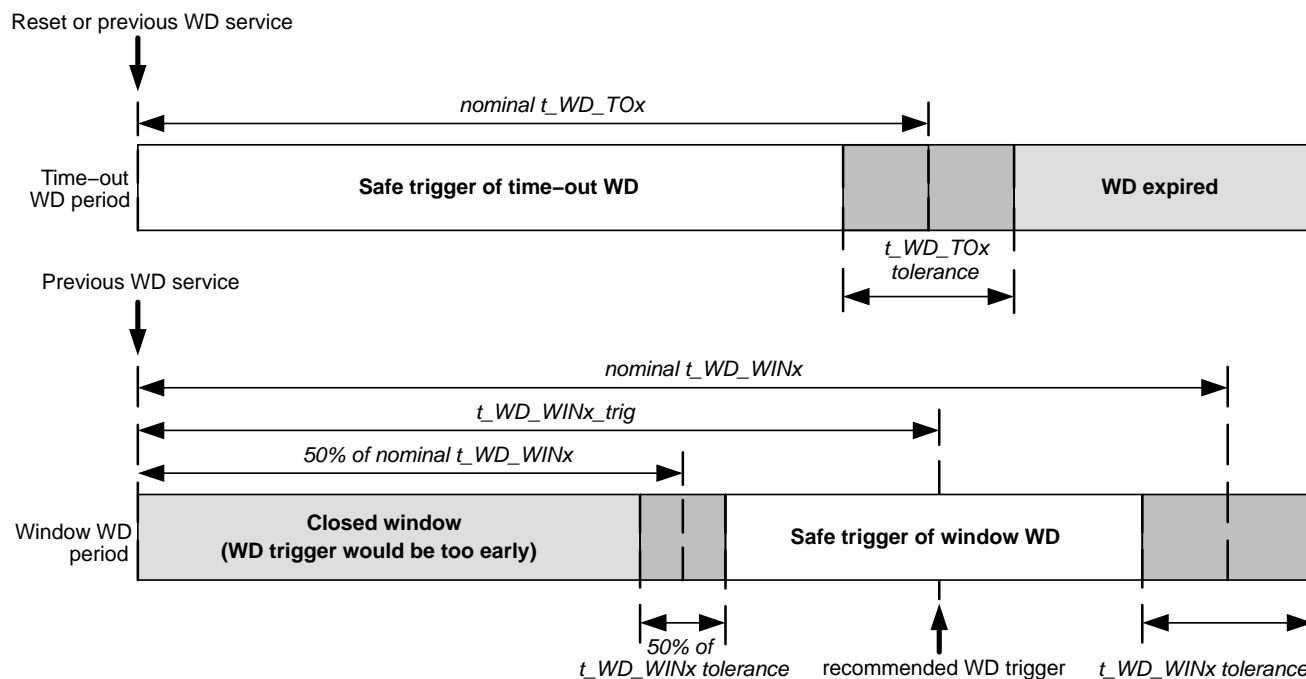 Reset or previous WD service
nominal t_WD_TOx
Time−out
WD period
Safe trigger of time−out WD
WD expired
t_WD_TOx
tolerance
Previous WD service
nominal t_WD_WINx
t_WD_WINx_trig
50% of nominal t_WD_WINx
Window WD
period
Closed window
(WD trigger would be too early)
Safe trigger of window WD
50% of
t_WD_WINx tolerance
recommended WD trigger
t_WD_WINx tolerance